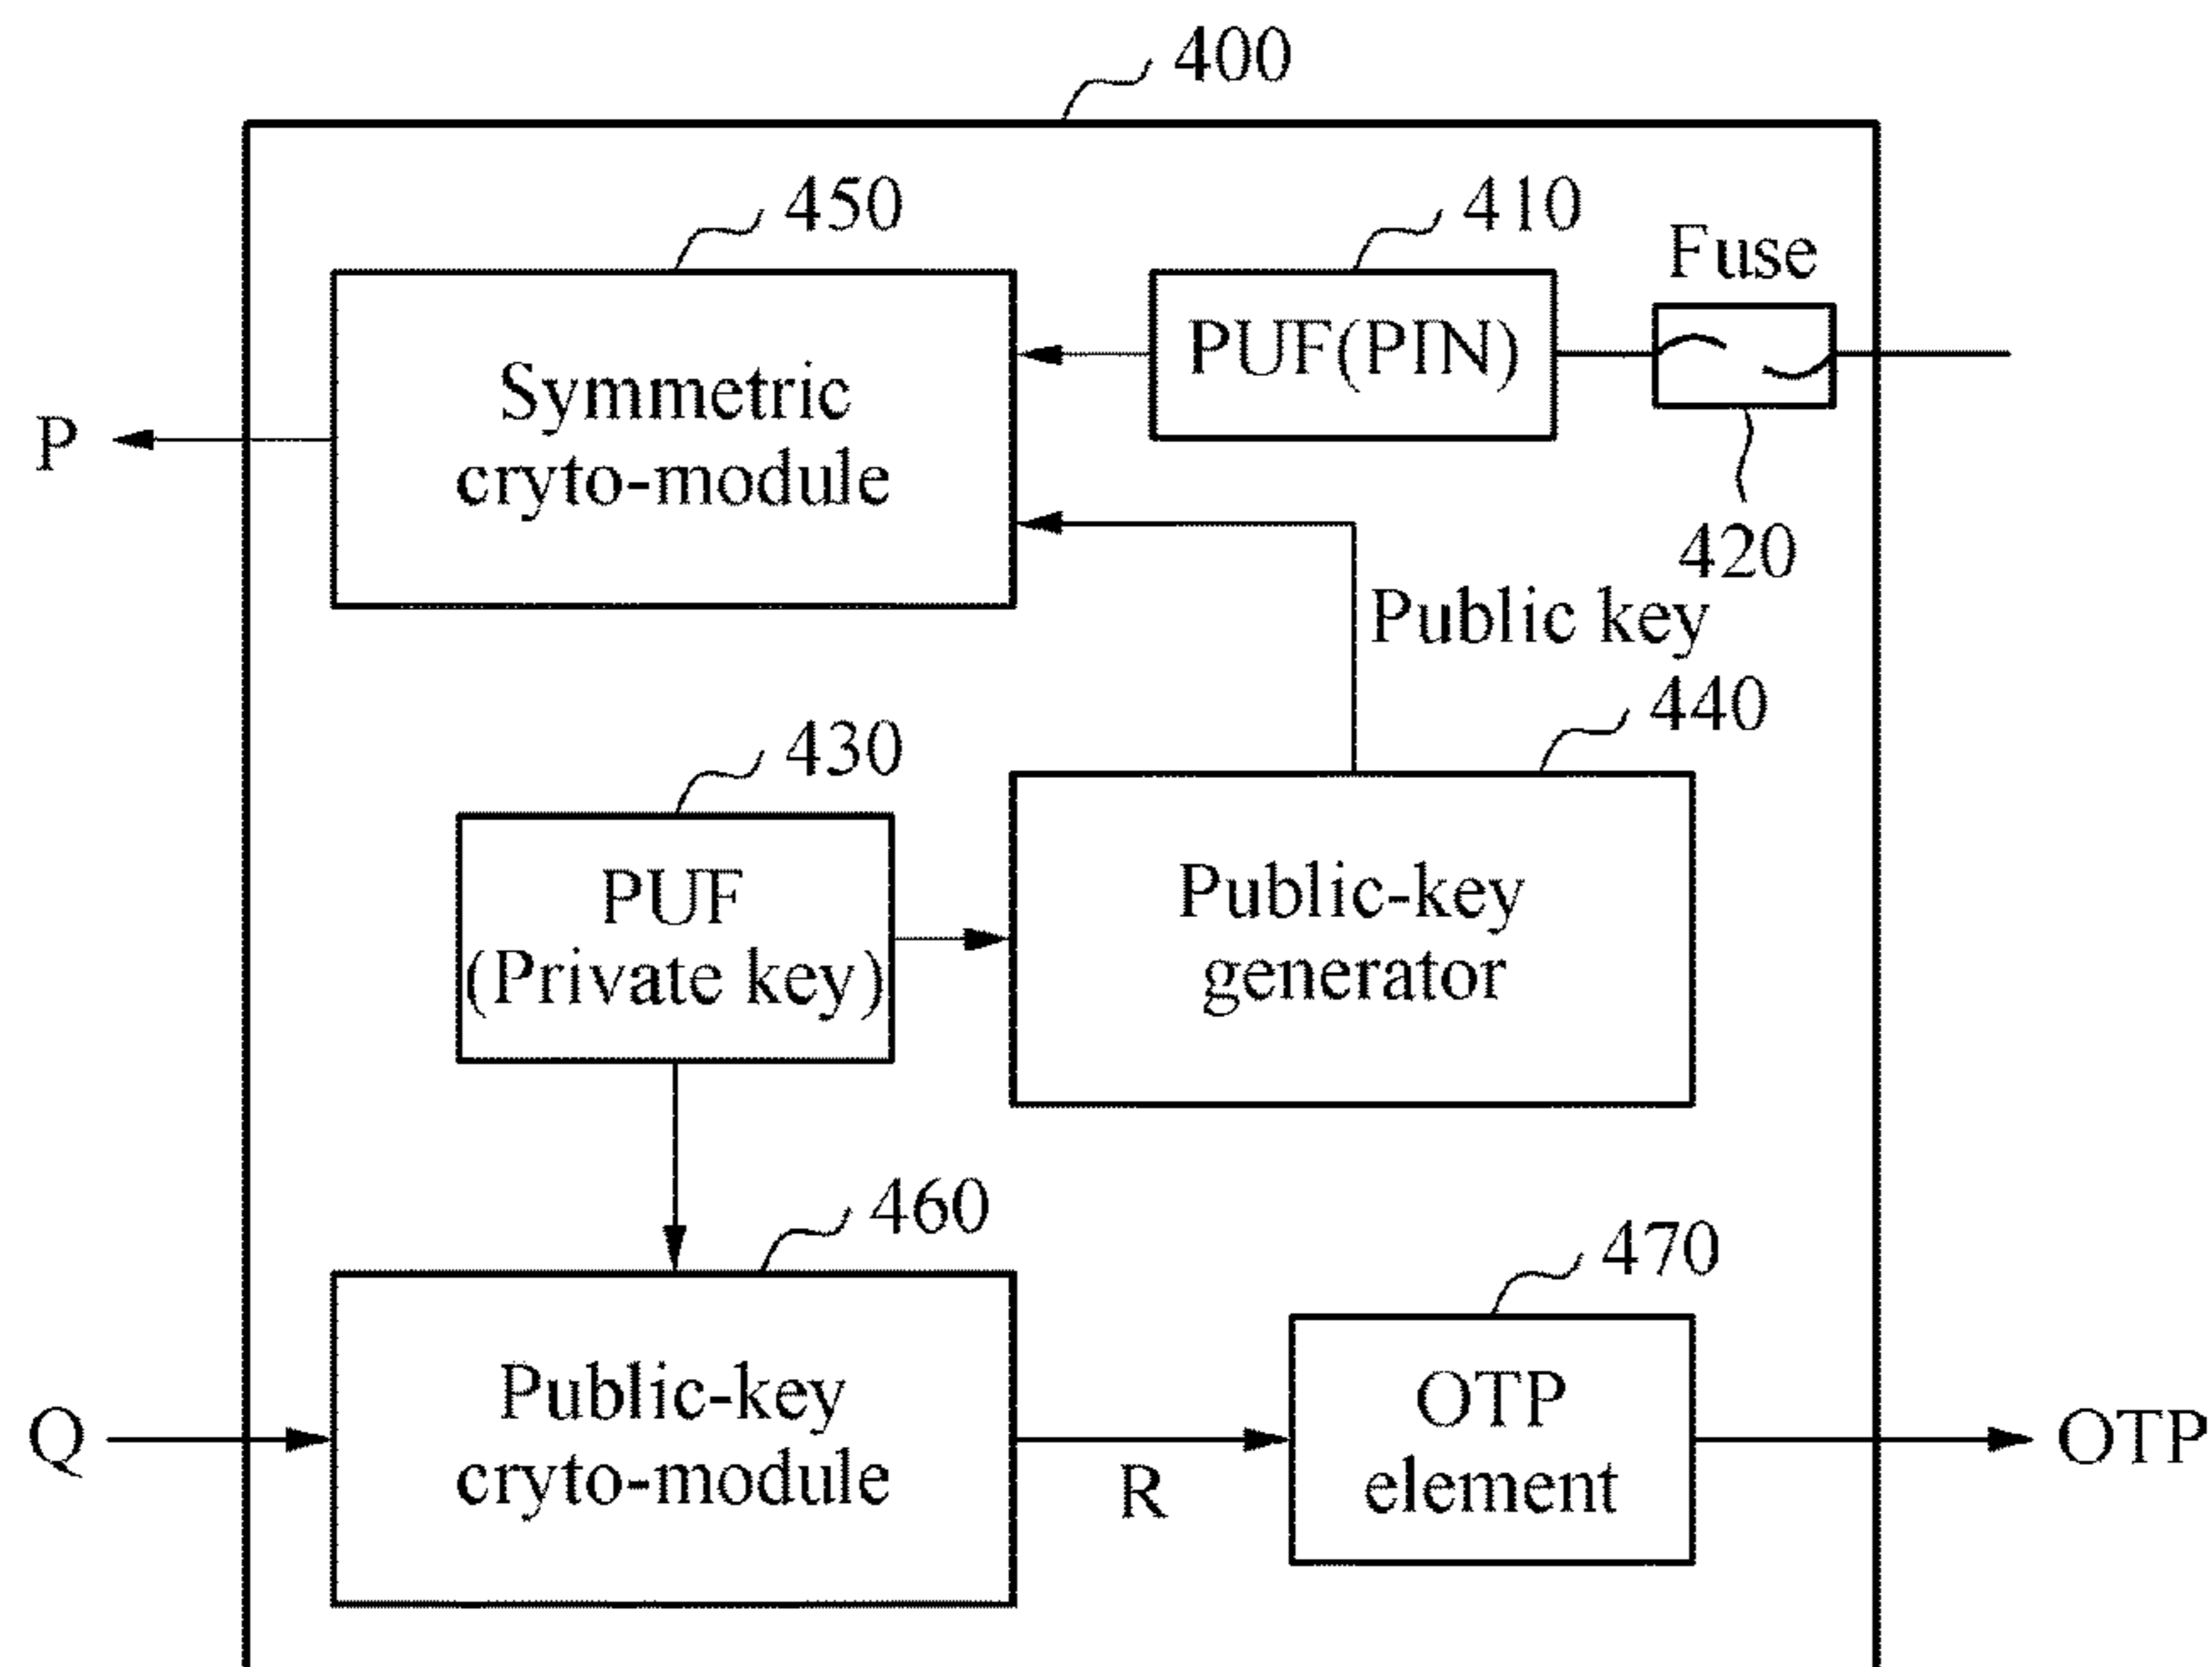 400
450
410
Fuse
PUF(PIN)
Symmetric
cryto-module
P
420
Public key
440
430
PUF
(Private key)
Public-key
generator
460
470
Public-key
cryto-module
OTP
element
Q
R
OTP